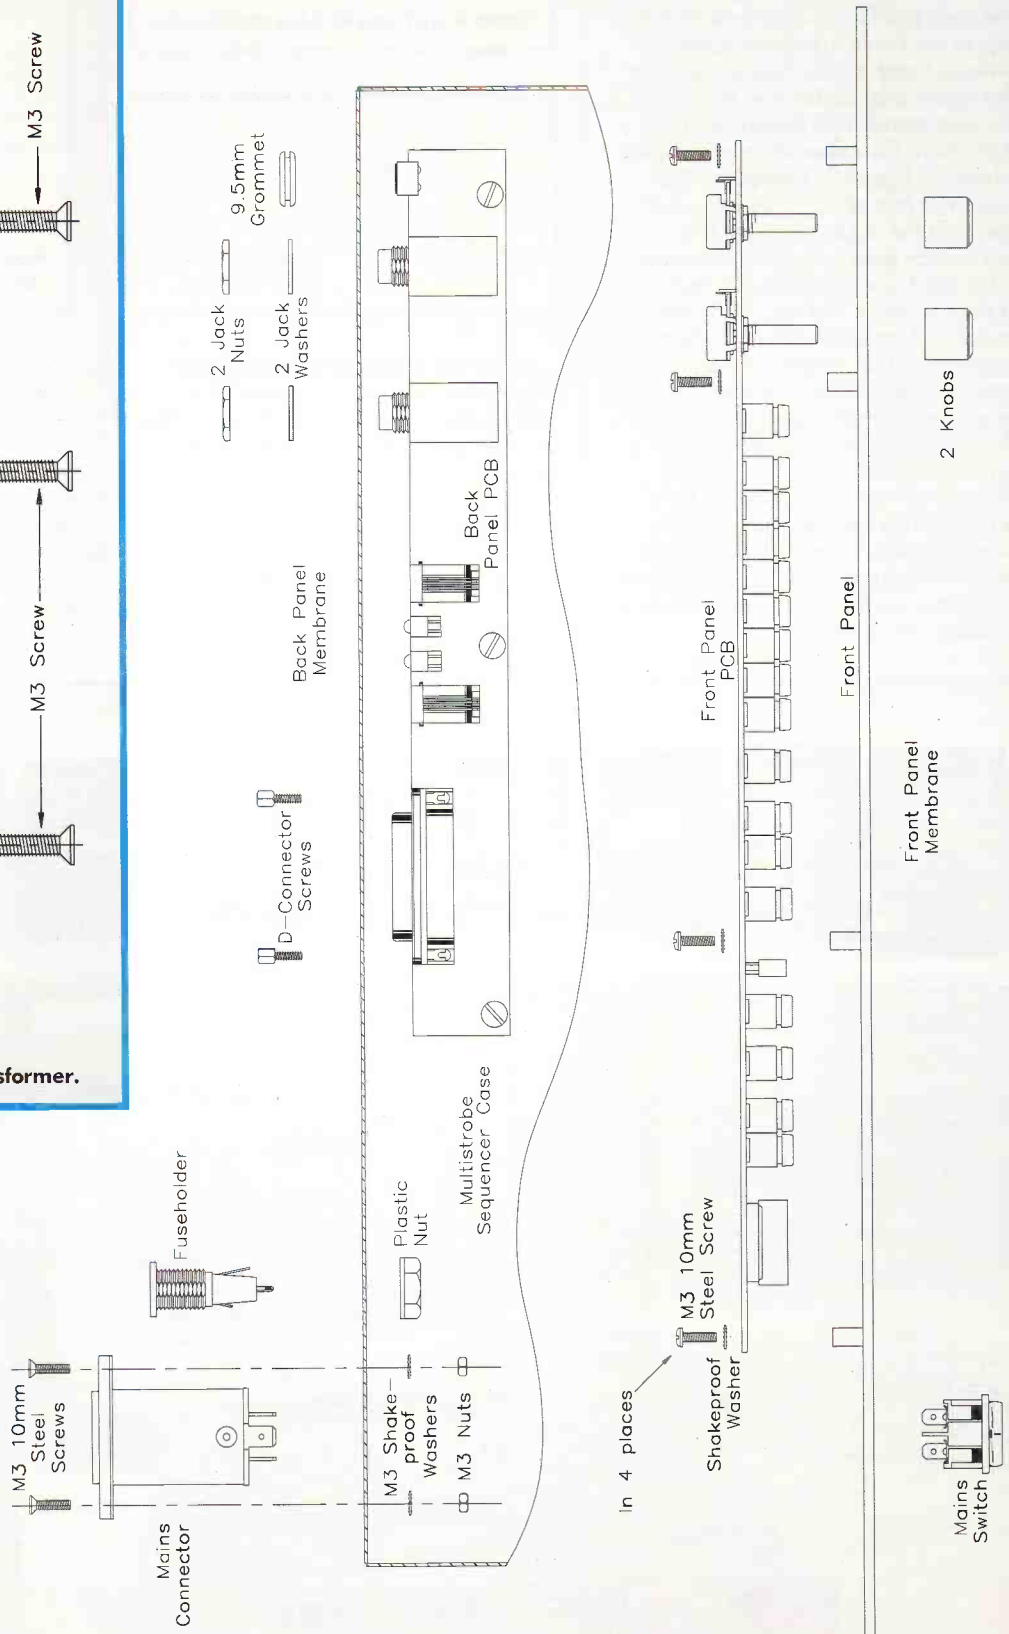 M3 Screw
M3 Screw
sformer.
9.5mm
Grommet
2 Jack
Nuts
2 Jack
Washers
Back Panel
Membrane
D-Connector
Screws
Back
Panel PCB
Multistrobe
Sequencer Case
Fuseholder
Plastic
Nut
M3 10mm
Steel
Screws
Mains
Connector
M3 Shake-
proof
Washers
M3 Nuts
In 4 places
M3 10mm
Steel Screw
Shakeproof
Washer
Front Panel
PCB
Front Panel
2 Knobs
Front Panel
Membrane
Mains
Switch